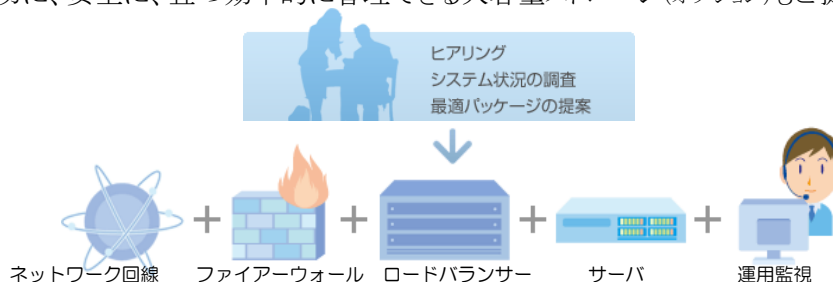 ヒアリング
システム状況の調査
最適パッケージの提案
ネットワーク回線 ファイアーウォール ロードバランサー サーバ 運用監視